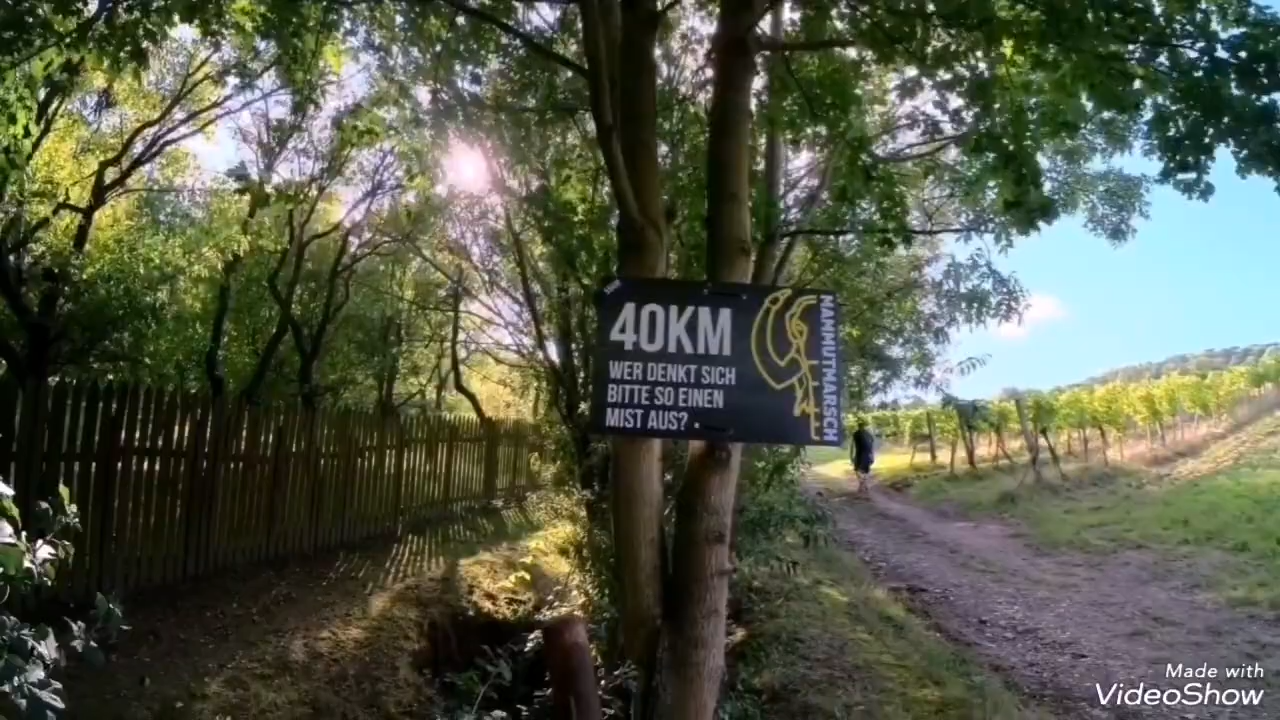 40KM
WER DENKT SICH
BITTE SO EINEN
MIST AUS?
MAMMUTMARSCH
Made with
VideoShow